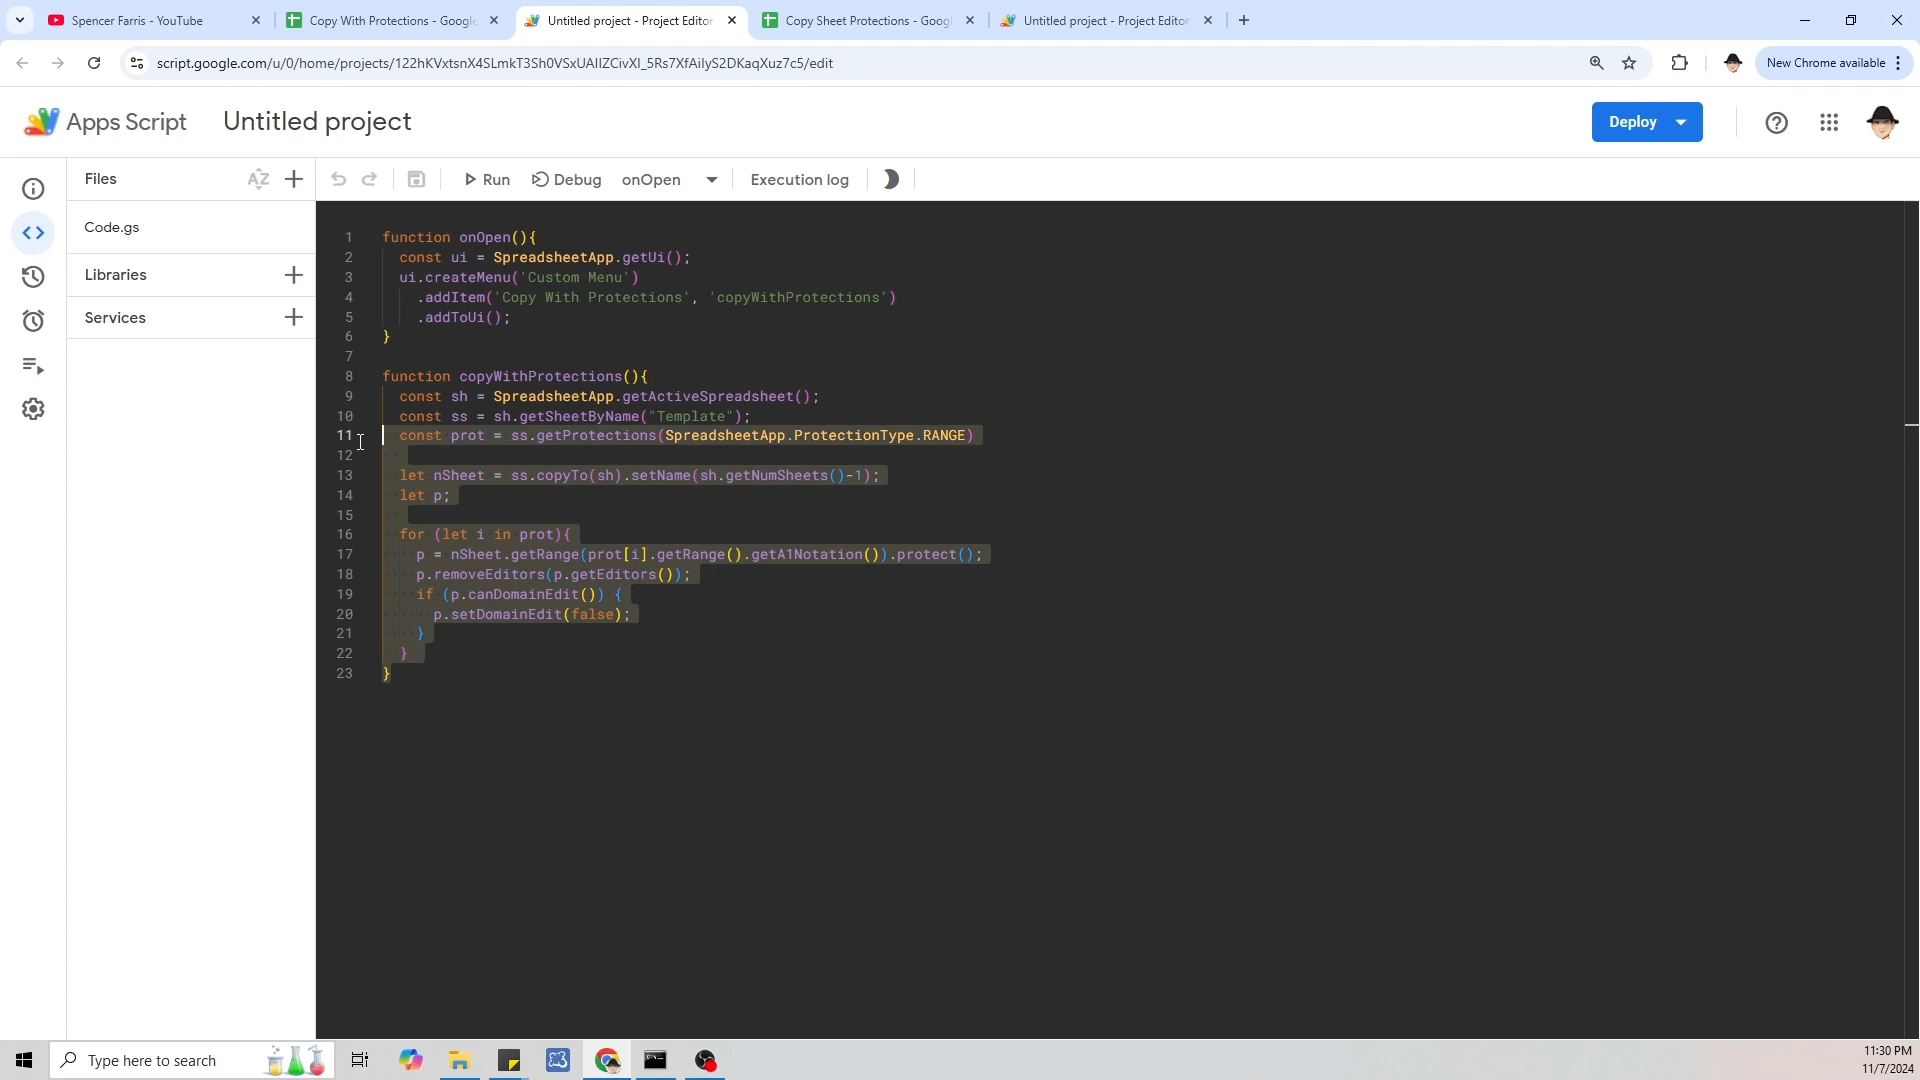 Spencer Farris - YouTube
Copy With Protections - Google
Untitled project - Project Editor
Copy Sheet Protections - Goog
Untitled project - Project Editor
script.google.com/u/0/home/projects/122hKVxtsnX4SLmkT3Sh0VSxUAIIZCivXI_5Rs7XfAilyS2DKaqXuz7c5/edit
New Chrome available
Apps Script
Untitled project
Deploy
Files
AZ
Run
Debug
onOpen
Execution log
Code.gs
Libraries
Services
1 function onOpen(){
2 const ui = SpreadsheetApp.getUi();
3 ui.createMenu('Custom Menu')
4 .addItem('Copy With Protections', 'copyWithProtections')
5 .addToUi();
6 }
7
8 function copyWithProtections(){
9 const sh = SpreadsheetApp.getActiveSpreadsheet();
10 const ss = sh.getSheetByName("Template");
11 const prot = ss.getProtections(SpreadsheetApp.ProtectionType.RANGE)
12
13 let nSheet = ss.copyTo(sh).setName(sh.getNumSheets()-1);
14 let p;
15
16 for (let i in prot){
17 p = nSheet.getRange(prot[i].getRange().getA1Notation()).protect();
18 p.removeEditors(p.getEditors());
19 if (p.canDomainEdit()) {
20 p.setDomainEdit(false);
21 }
22 }
23 }
Type here to search
11:30 PM
11/7/2024